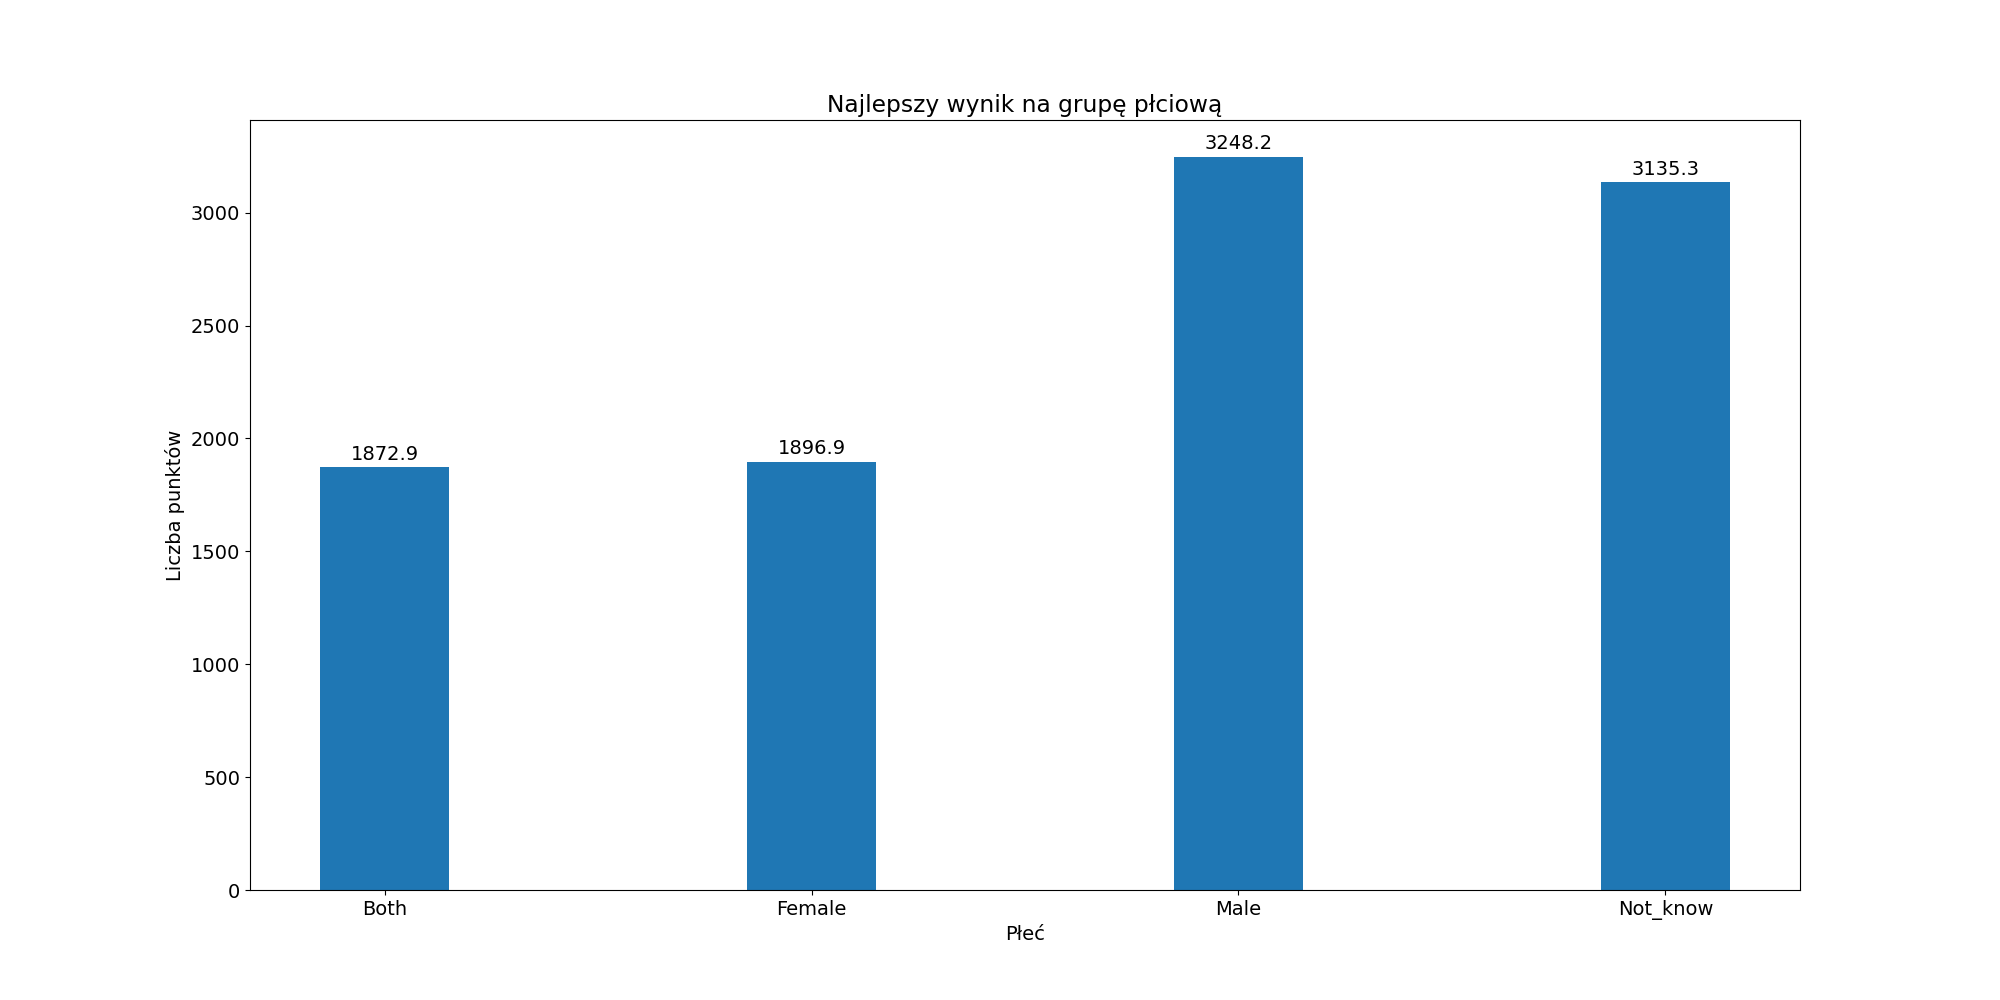 Najlepszy wynik na grupę płciową
3248.2
3135.3
1896.9
1872.9
3000
2500
2000
1500
1000
500
0
Liczba punktów
Both
Female
Male
Not_know
Płeć